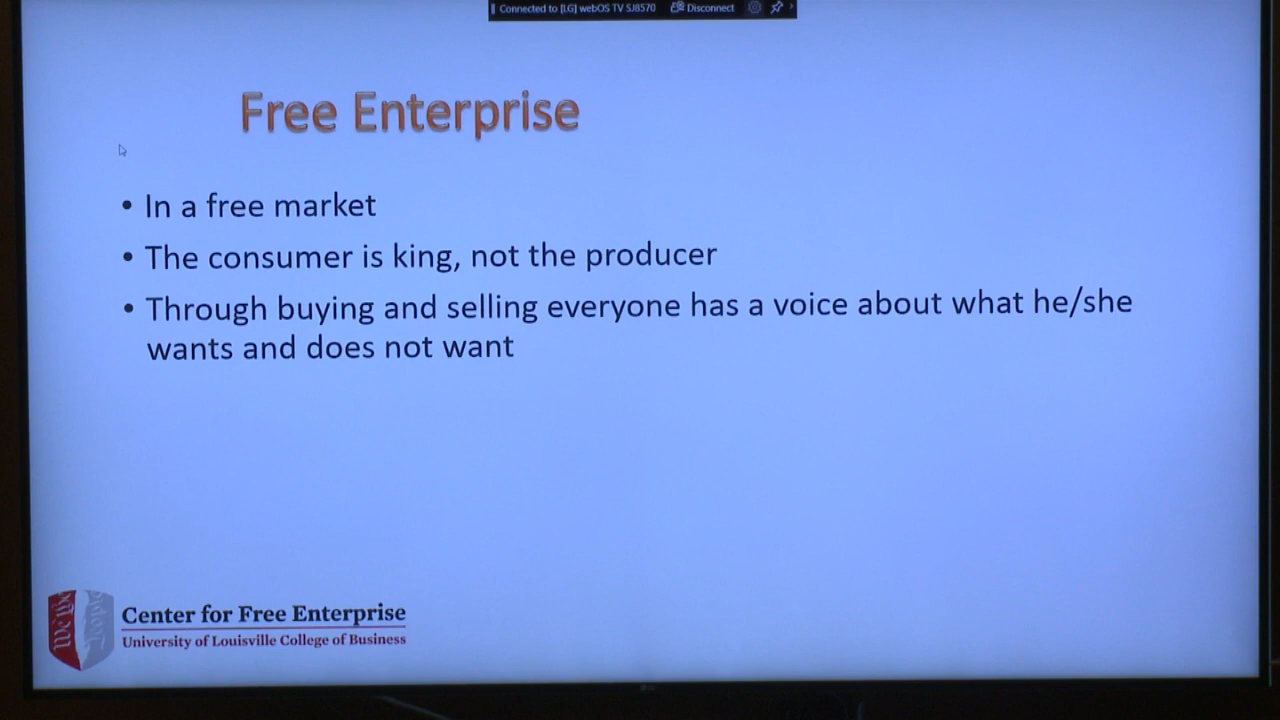 Connected to [LG] webOS TV SJ8570 Disconnect
Free Enterprise
• In a free market
• The consumer is king, not the producer
• Through buying and selling everyone has a voice about what he/she
wants and does not want
We the
Center for Free Enterprise
University of Louisville College of Business